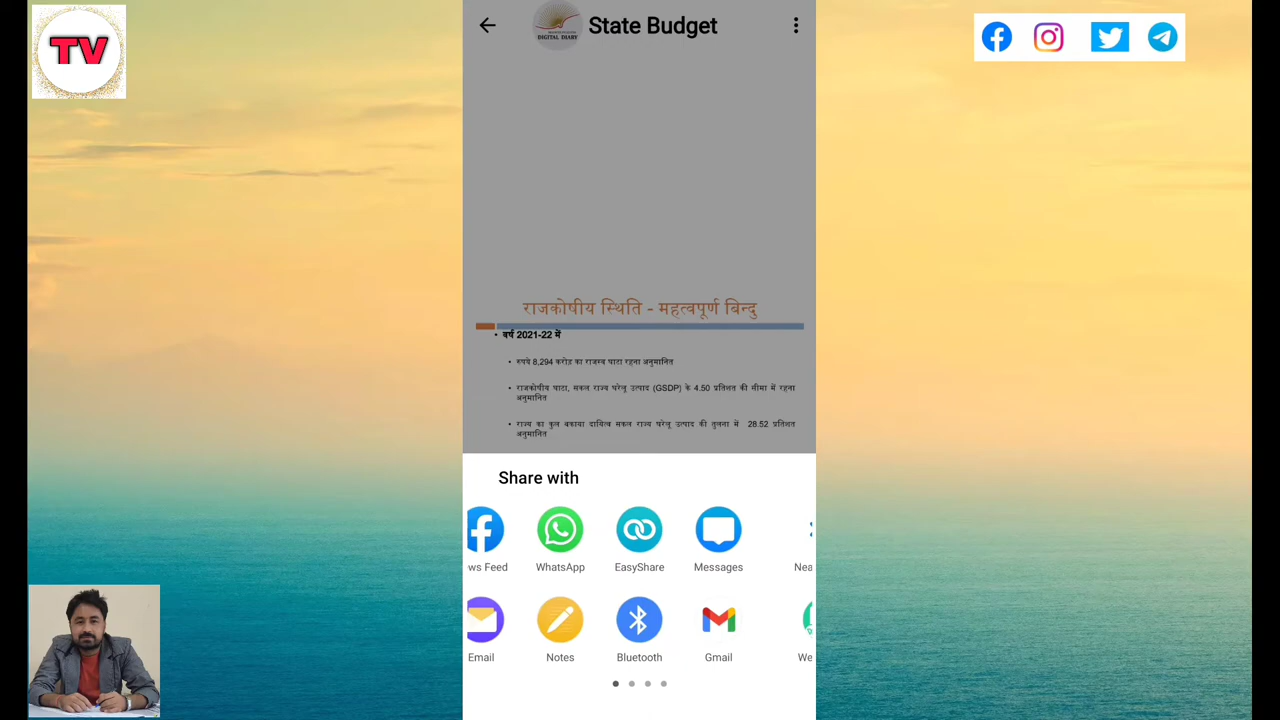 TV
DIGITAL DIARY
State Budget
राजकोषीय स्थिति - महत्वपूर्ण बिन्दु
• वर्ष 2021-22 में
• रुपये 8,294 करोड़ का राजस्व घाटा रहना अनुमानित
• राजकोषीय घाटा, सकल राज्य घरेलू उत्पाद (GSDP) के 4.50 प्रतिशत की सीमा में रहना
अनुमानित
• राज्य का कुल बकाया दायित्व सकल राज्य घरेलू उत्पाद की तुलना में 28.52 प्रतिशत
अनुमानित
Share with
ws Feed WhatsApp EasyShare Messages Nea
Email Notes Bluetooth Gmail We